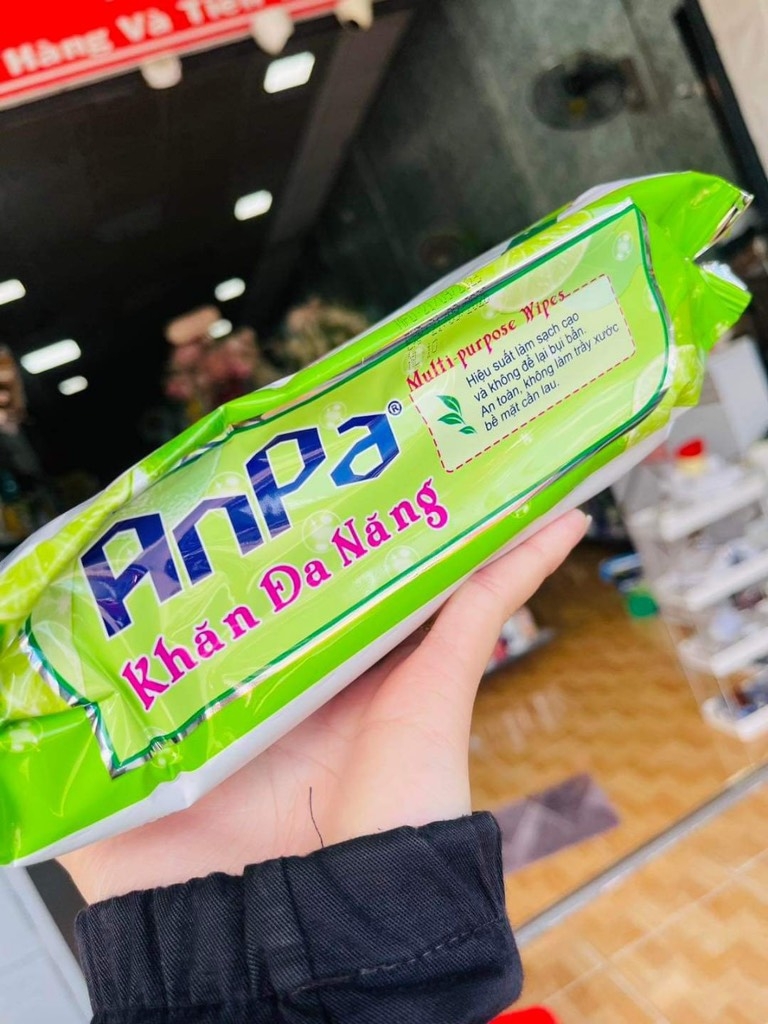 Hàng Và Tiền
Multi-purpose Wipes
Hiệu suất làm sạch cao
và không để lại bụi bẩn.
An toàn, không làm trầy xước
bề mặt cần lau.
AnPa®
Khăn Đa Năng